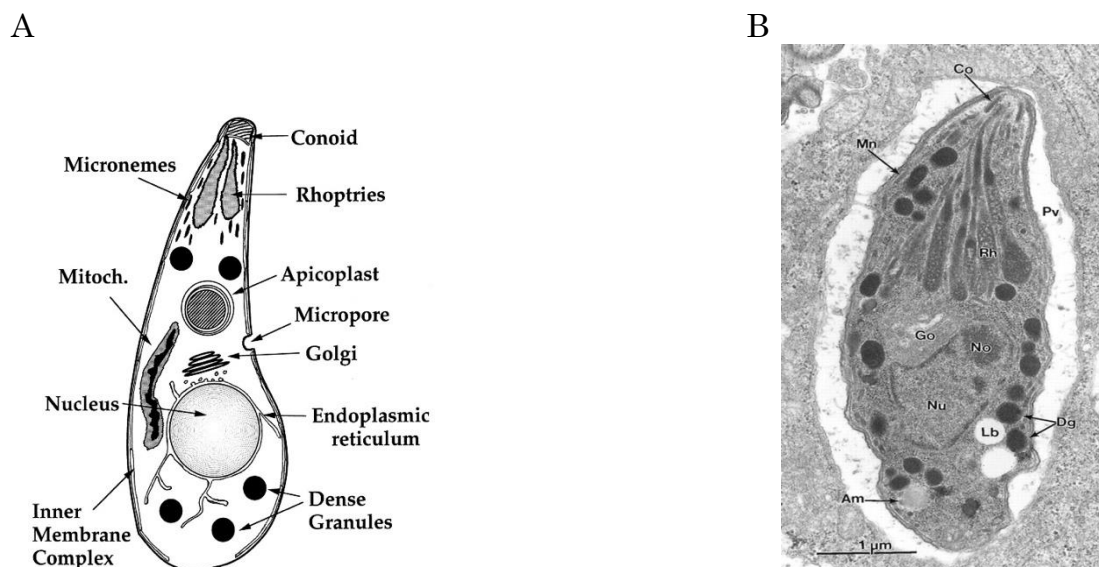 A
Conoid
Micronemes
Rhoptries
Mitoch.
Apicoplast
Micropore
Golgi
Nucleus
Endoplasmic
reticulum
Inner
Membrane
Complex
Dense
Granules
B
Co
Mn
Pv
Rh
Go
No
Nu
Lb
Dg
Am
1 µm